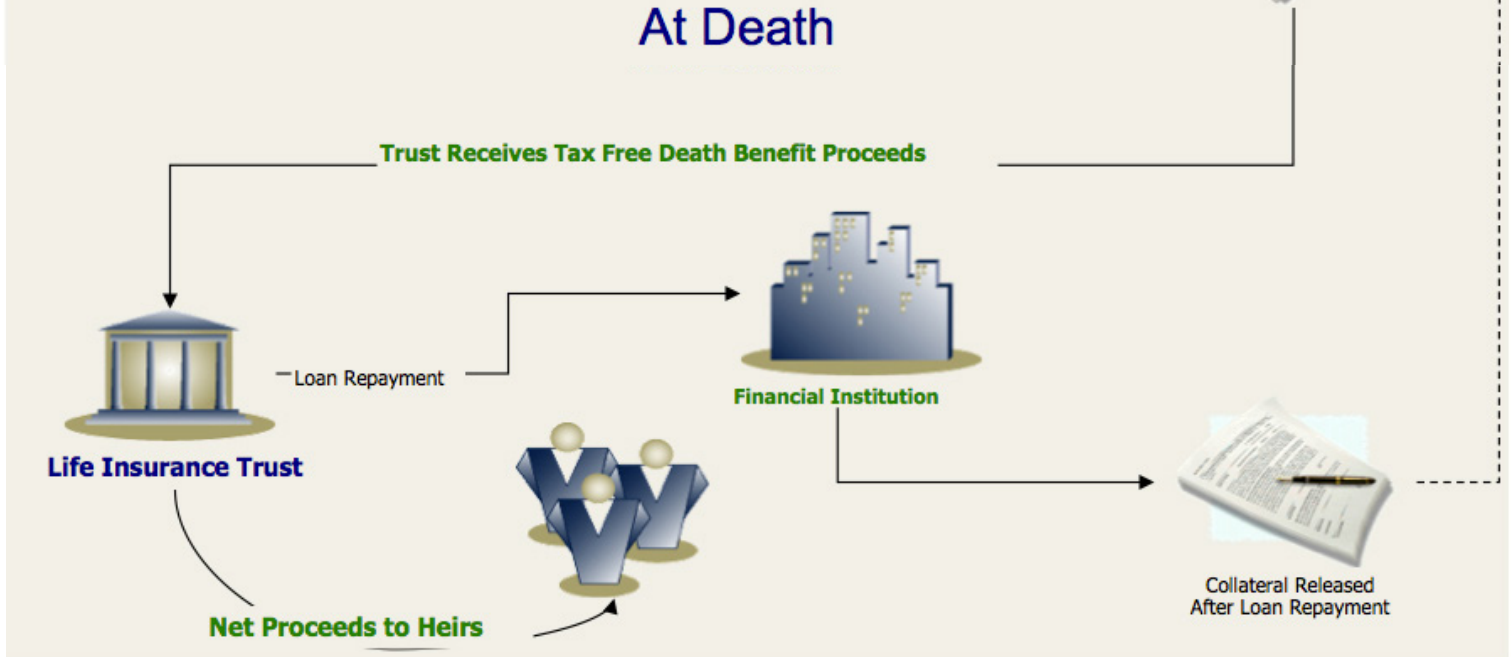 At Death
Trust Receives Tax Free Death Benefit Proceeds
Loan Repayment
Financial Institution
Life Insurance Trust
Net Proceeds to Heirs
Collateral Released
After Loan Repayment